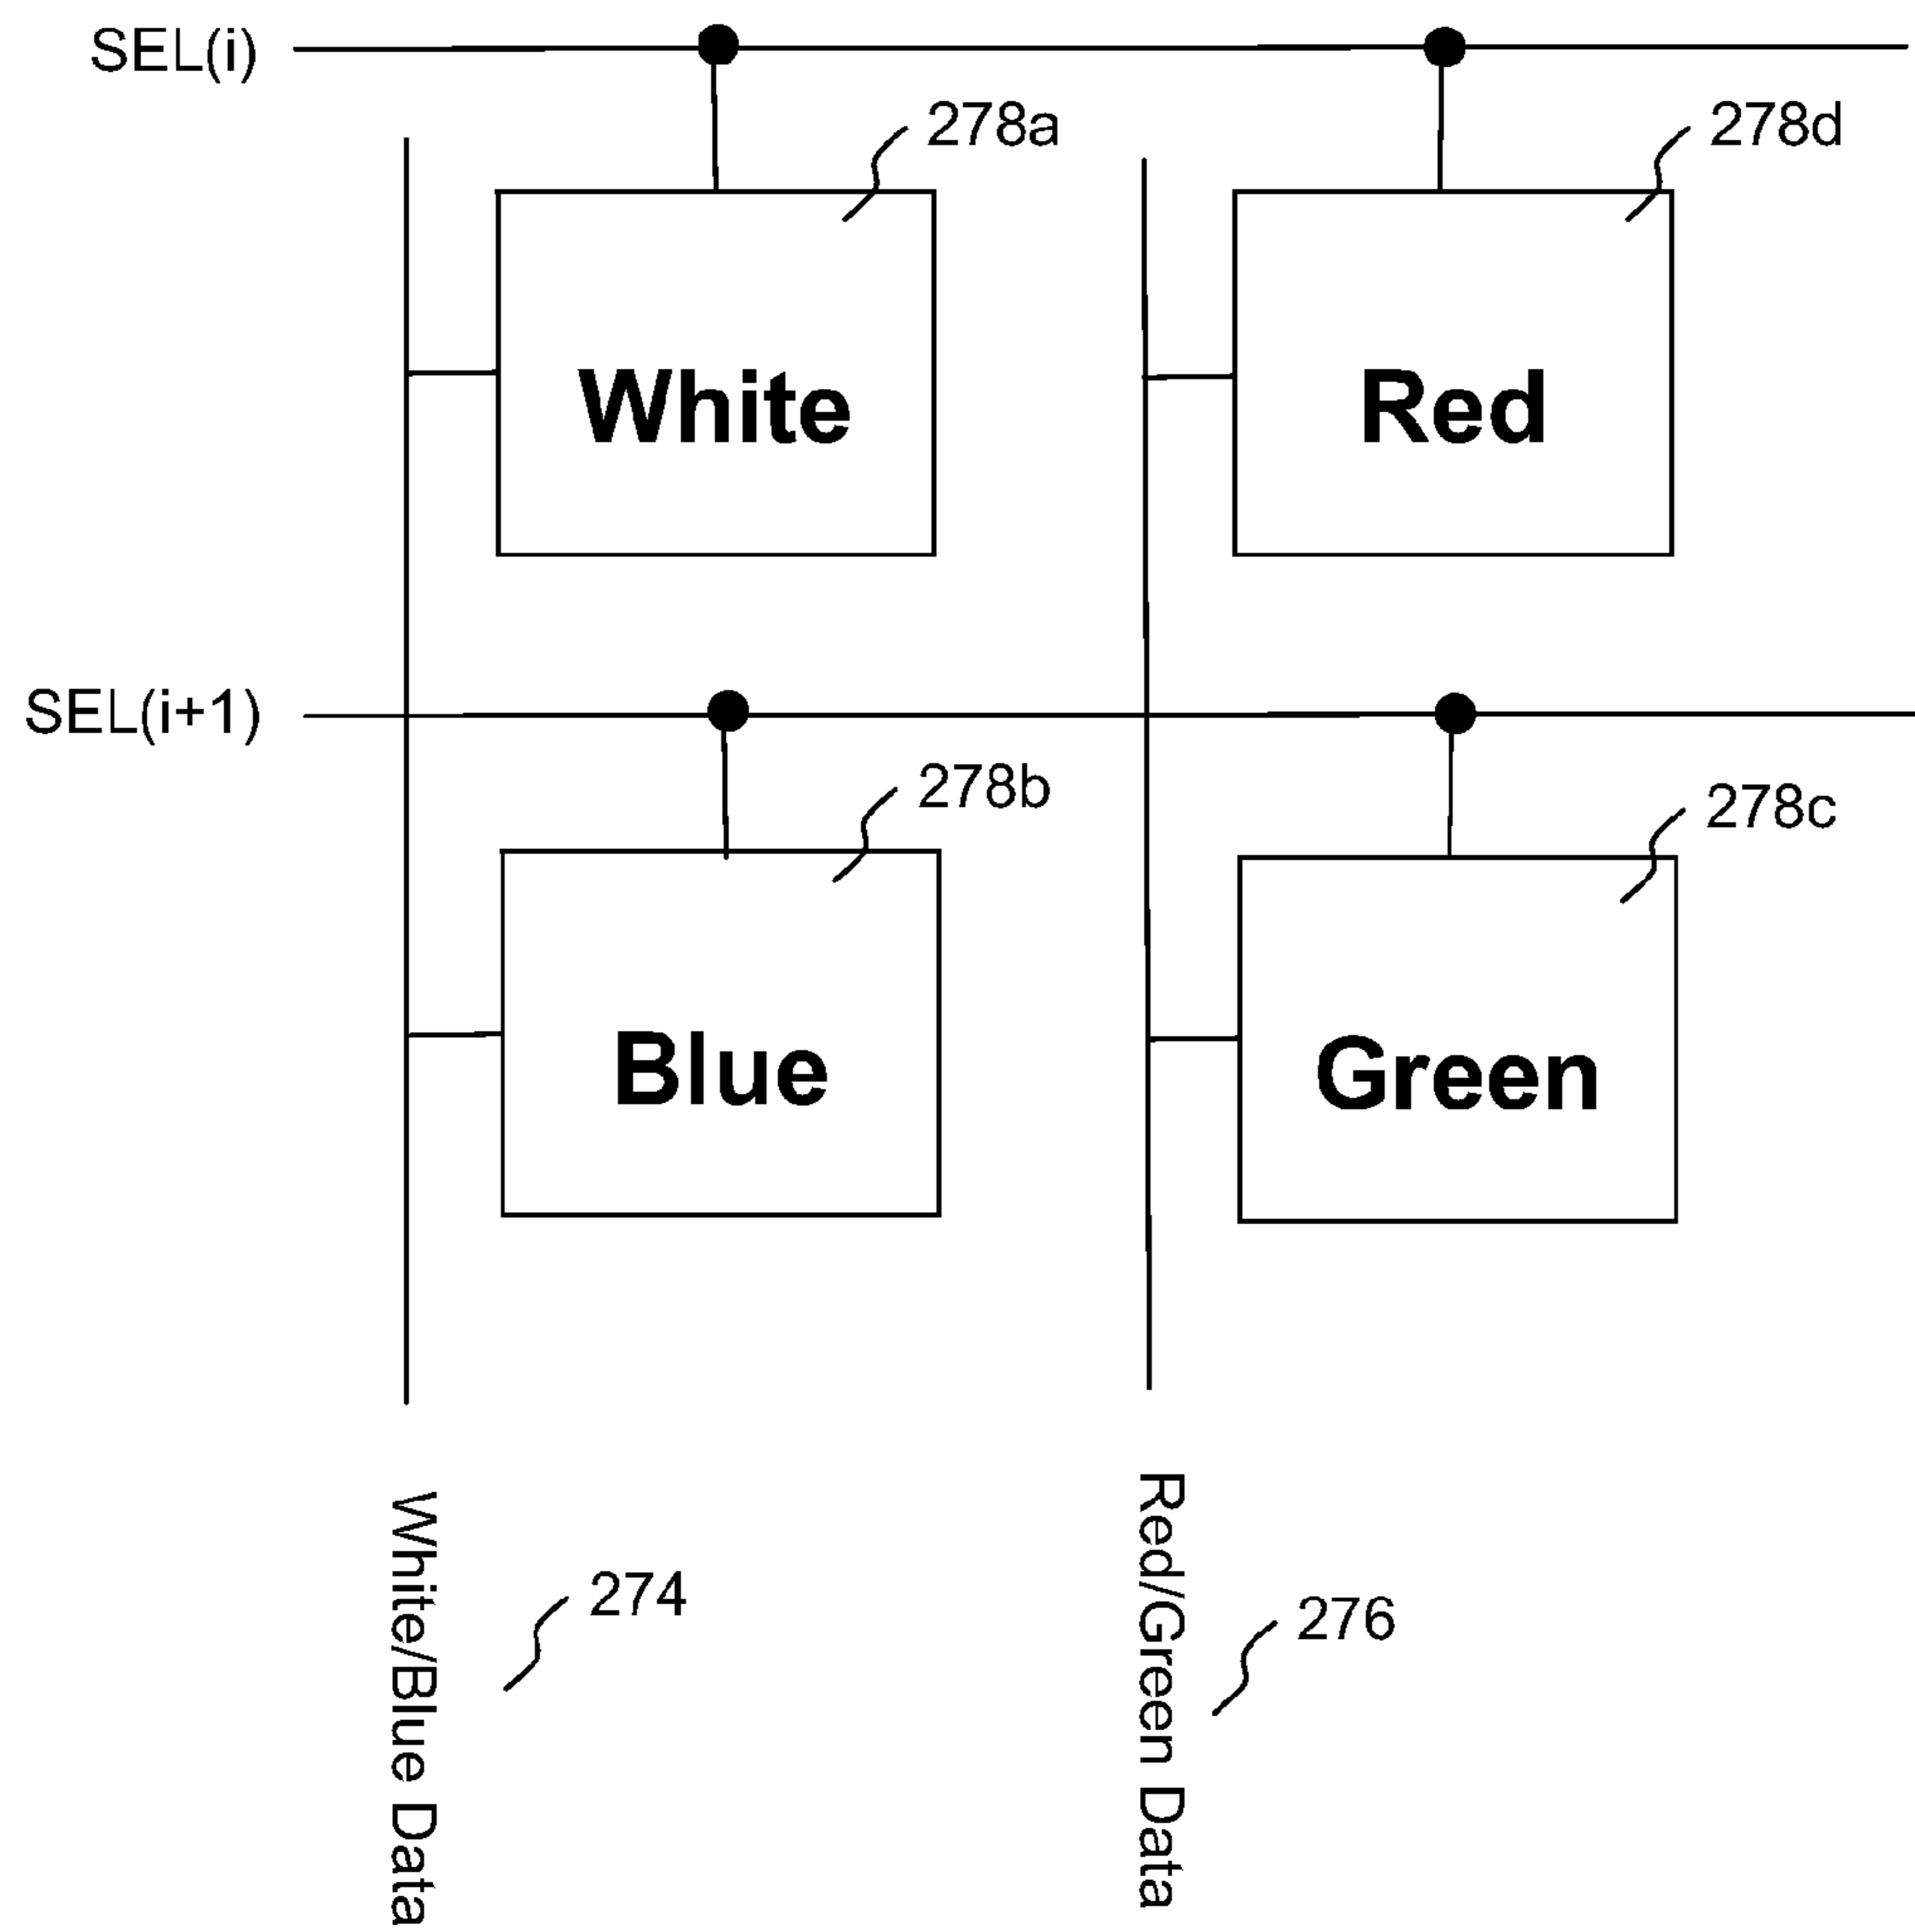 SEL(i)
278a
278d
White
Red
SEL(i+1)
278b
278c
Blue
Green
White/Blue Data
274
Red/Green Data
276